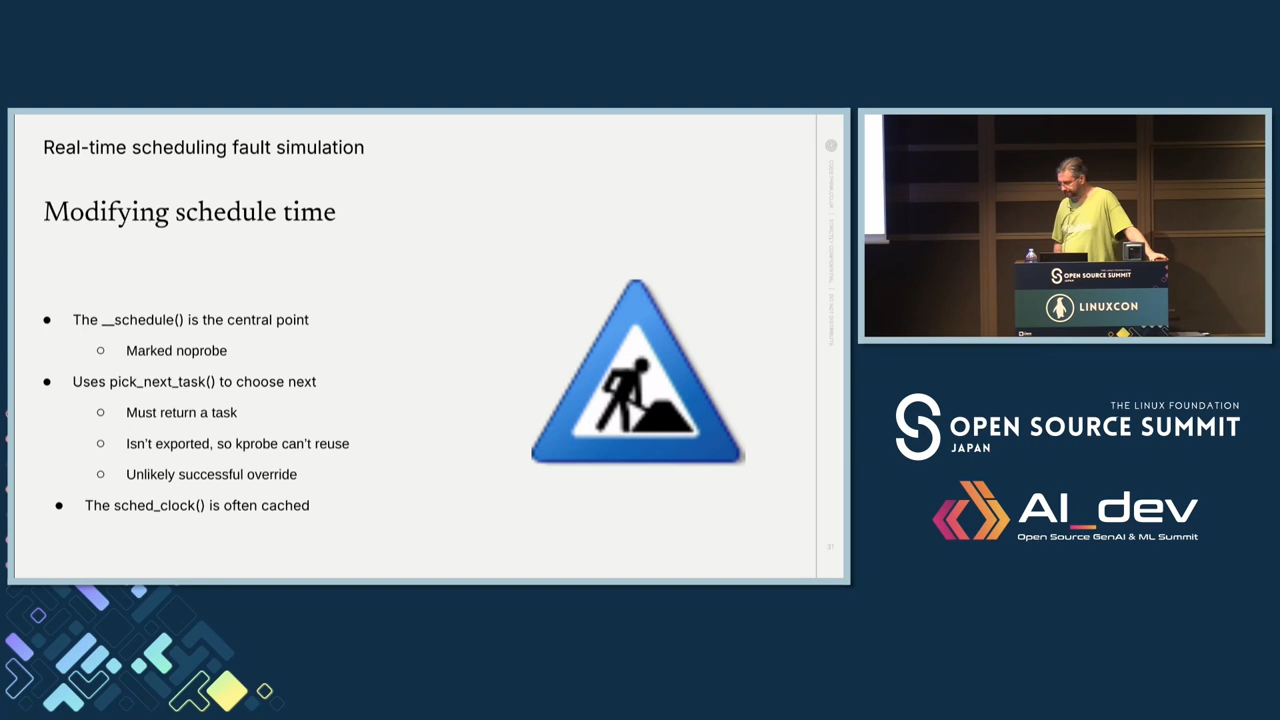 Real-time scheduling fault simulation
Modifying schedule time
● The __schedule() is the central point
○ Marked noprobe
● Uses pick_next_task() to choose next
○ Must return a task
○ Isn't exported, so kprobe can't reuse
○ Unlikely successful override
● The sched_clock() is often cached
21
OPEN SOURCE SUMMIT
JAPAN
LINUXCON
THE LINUX FOUNDATION
OPEN SOURCE SUMMIT
JAPAN
AI_dev
Open Source GenAI & ML Summit